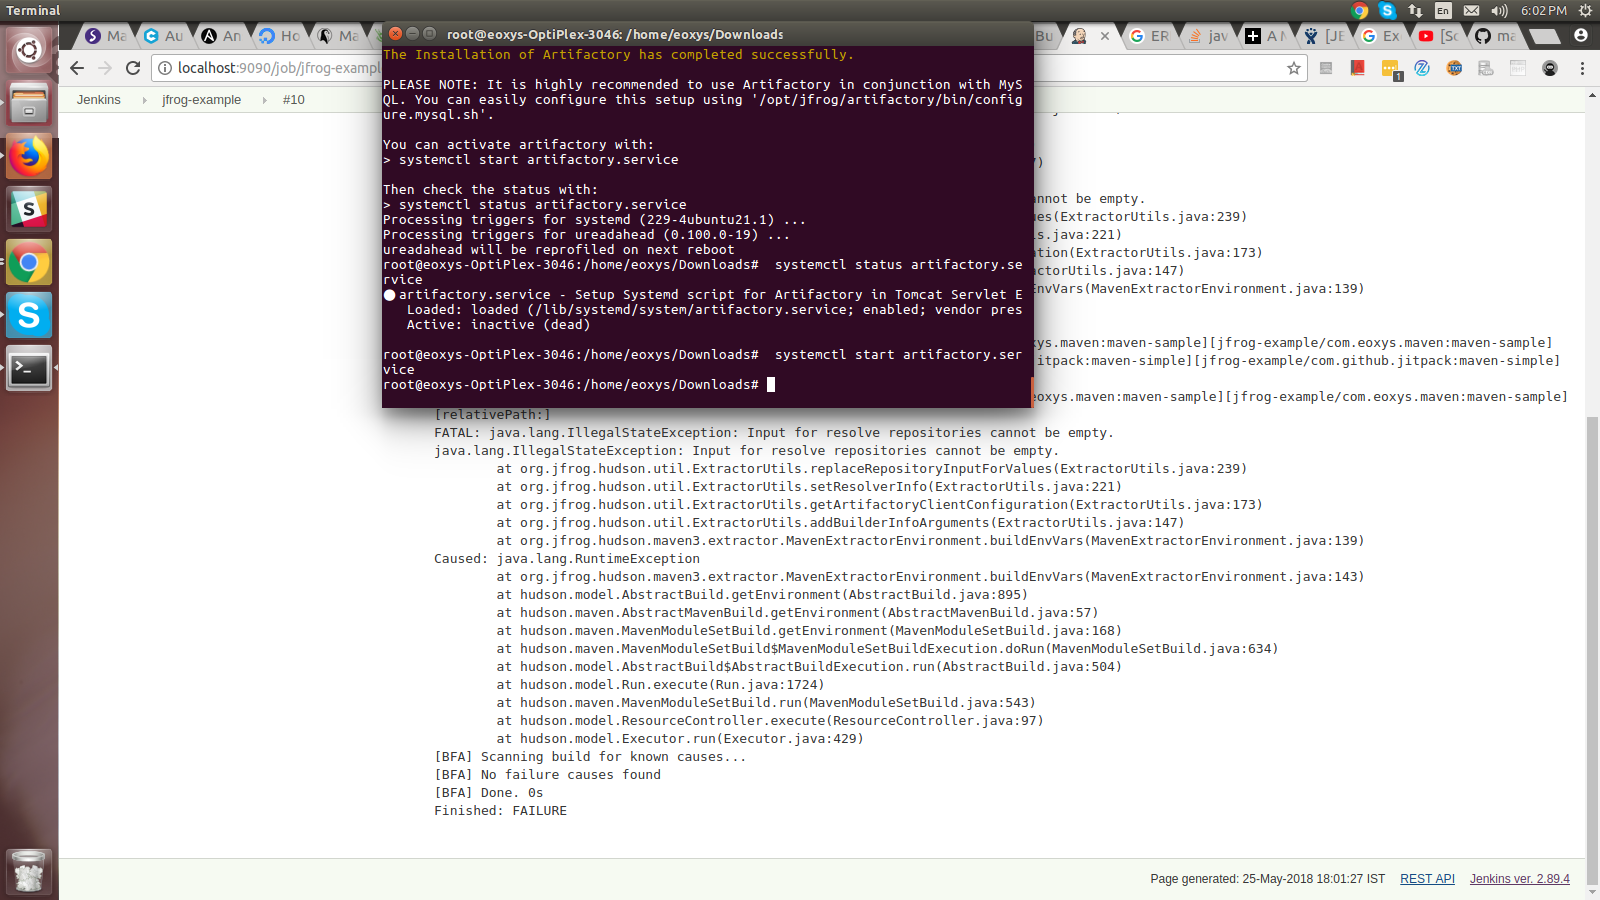 Terminal
En
6:02 PM
Ma
Au
An
Ho
Ma
Bu
ER
jav
A M
[JE
Ex
[So
ma
root@eoxys-OptiPlex-3046: /home/eoxys/Downloads
localhost:9090/job/jfrog-exampl
1
Jenkins
jfrog-example
#10
The Installation of Artifactory has completed successfully.
PLEASE NOTE: It is highly recommended to use Artifactory in conjunction with MyS
QL. You can easily configure this setup using '/opt/jfrog/artifactory/bin/config
ure.mysql.sh'.
You can activate artifactory with:
> systemctl start artifactory.service
Then check the status with:
> systemctl status artifactory.service
Processing triggers for systemd (229-4ubuntu21.1) ...
Processing triggers for ureadahead (0.100.0-19) ...
ureadahead will be reprofiled on next reboot
root@eoxys-OptiPlex-3046:/home/eoxys/Downloads#  systemctl status artifactory.se
rvice
artifactory.service - Setup Systemd script for Artifactory in Tomcat Servlet E
Loaded: loaded (/lib/systemd/system/artifactory.service; enabled; vendor pres
Active: inactive (dead)
root@eoxys-OptiPlex-3046:/home/eoxys/Downloads#  systemctl start artifactory.ser
vice
root@eoxys-OptiPlex-3046:/home/eoxys/Downloads#
)
nnot be empty.
es(ExtractorUtils.java:239)
s.java:221)
tion(ExtractorUtils.java:173)
ctorUtils.java:147)
nvVars(MavenExtractorEnvironment.java:139)
ys.maven:maven-sample][jfrog-example/com.eoxys.maven:maven-sample]
itpack:maven-simple][jfrog-example/com.github.jitpack:maven-simple]
oxys.maven:maven-sample][jfrog-example/com.eoxys.maven:maven-sample]
[relativePath:]
FATAL: java.lang.IllegalStateException: Input for resolve repositories cannot be empty.
java.lang.IllegalStateException: Input for resolve repositories cannot be empty.
at org.jfrog.hudson.util.ExtractorUtils.replaceRepositoryInputForValues(ExtractorUtils.java:239)
at org.jfrog.hudson.util.ExtractorUtils.setResolverInfo(ExtractorUtils.java:221)
at org.jfrog.hudson.util.ExtractorUtils.getArtifactoryClientConfiguration(ExtractorUtils.java:173)
at org.jfrog.hudson.util.ExtractorUtils.addBuilderInfoArguments(ExtractorUtils.java:147)
at org.jfrog.hudson.maven3.extractor.MavenExtractorEnvironment.buildEnvVars(MavenExtractorEnvironment.java:139)
Caused: java.lang.RuntimeException
at org.jfrog.hudson.maven3.extractor.MavenExtractorEnvironment.buildEnvVars(MavenExtractorEnvironment.java:143)
at hudson.model.AbstractBuild.getEnvironment(AbstractBuild.java:895)
at hudson.maven.AbstractMavenBuild.getEnvironment(AbstractMavenBuild.java:57)
at hudson.maven.MavenModuleSetBuild.getEnvironment(MavenModuleSetBuild.java:168)
at hudson.maven.MavenModuleSetBuild$MavenModuleSetBuildExecution.doRun(MavenModuleSetBuild.java:634)
at hudson.model.AbstractBuild$AbstractBuildExecution.run(AbstractBuild.java:504)
at hudson.model.Run.execute(Run.java:1724)
at hudson.maven.MavenModuleSetBuild.run(MavenModuleSetBuild.java:543)
at hudson.model.ResourceController.execute(ResourceController.java:97)
at hudson.model.Executor.run(Executor.java:429)
[BFA] Scanning build for known causes...
[BFA] No failure causes found
[BFA] Done. 0s
Finished: FAILURE
Page generated: 25-May-2018 18:01:27 IST
REST API
Jenkins ver. 2.89.4